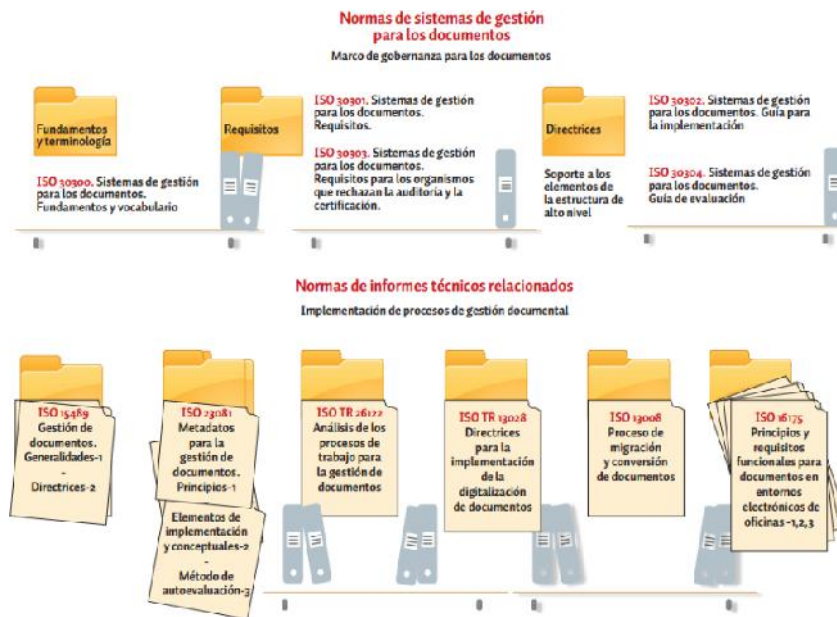 Normas de sistemas de gestión
para los documentos
Marco de gobernanza para los documentos
Fundamentos
y terminología
ISO 30300. Sistemas de gestión
para los documentos.
Fundamentos y vocabulario
Requisitos
ISO 30301. Sistemas de gestión
para los documentos.
Requisitos.
ISO 30303. Sistemas de gestión
para los documentos.
Requisitos para los organismos
que rechazan la auditoría y la
certificación.
Directrices
Soporte a los
elementos de
la estructura de
alto nivel
ISO 30302. Sistemas de gestión
para los documentos. Guía para
la implementación
ISO 30304. Sistemas de gestión
para los documentos.
Guía de evaluación
Normas de informes técnicos relacionados
Implementación de procesos de gestión documental
ISO 15489
Gestión de
documentos.
Generalidades-1
-
Directrices-2
ISO 23081
Metadatos
para la
gestión de
documentos.
Principios-1
-
Elementos de
implementación
y conceptuales-2
-
Método de
autoevaluación-3
ISO TR 26122
Análisis de los
procesos de
trabajo para
la gestión de
documentos
ISO TR 13028
Directrices
para la
implementación
de la
digitalización
de documentos
ISO 13008
Proceso de
migración
y conversión
de documentos
ISO 16175
Principios y
requisitos
funcionales para
documentos en
entornos
electrónicos de
oficinas -1,2,3